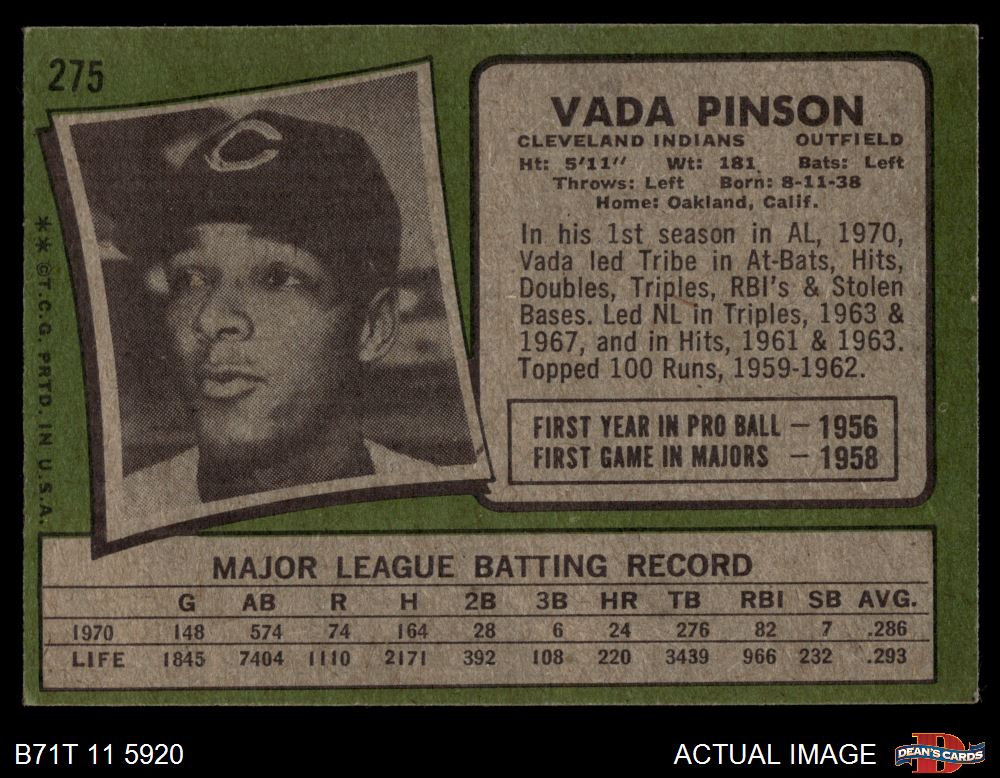 275
C
** ©T.C.G. PRTD. IN U.S.A.
VADA PINSON
CLEVELAND INDIANS OUTFIELD
Ht: 5'11" Wt: 181 Bats: Left
Throws: Left Born: 8-11-38
Home: Oakland, Calif.
In his 1st season in AL, 1970,
Vada led Tribe in At-Bats, Hits,
Doubles, Triples, RBI's & Stolen
Bases. Led NL in Triples, 1963 &
1967, and in Hits, 1961 & 1963.
Topped 100 Runs, 1959-1962.
FIRST YEAR IN PRO BALL — 1956
FIRST GAME IN MAJORS — 1958
MAJOR LEAGUE BATTING RECORD
G AB R H 2B 3B HR TB RBI SB AVG.
1970 148 574 74 164 28 6 24 276 82 7 .286
LIFE 1845 7404 1110 2171 392 108 220 3439 966 232 .293
B71T 11 5920
ACTUAL IMAGE
D
DEAN'S CARDS